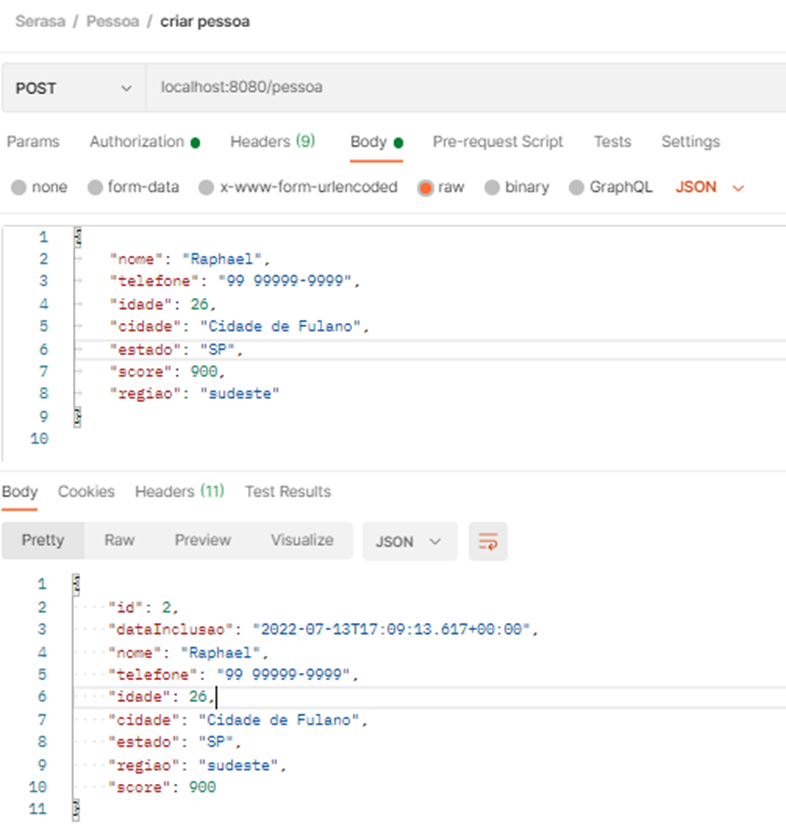 Serasa / Pessoa / criar pessoa
POST localhost:8080/pessoa
Params Authorization Headers (9) Body Pre-request Script Tests Settings
none form-data x-www-form-urlencoded raw binary GraphQL JSON
1 {
2 "nome": "Raphael",
3 "telefone": "99 99999-9999",
4 "idade": 26,
5 "cidade": "Cidade de Fulano",
6 "estado": "SP",
7 "score": 900,
8 "regiao": "sudeste"
9 }
10
Body Cookies Headers (11) Test Results
Pretty Raw Preview Visualize JSON
1 {
2 "id": 2,
3 "dataInclusao": "2022-07-13T17:09:13.617+00:00",
4 "nome": "Raphael",
5 "telefone": "99 99999-9999",
6 "idade": 26,
7 "cidade": "Cidade de Fulano",
8 "estado": "SP",
9 "regiao": "sudeste",
10 "score": 900
11 }